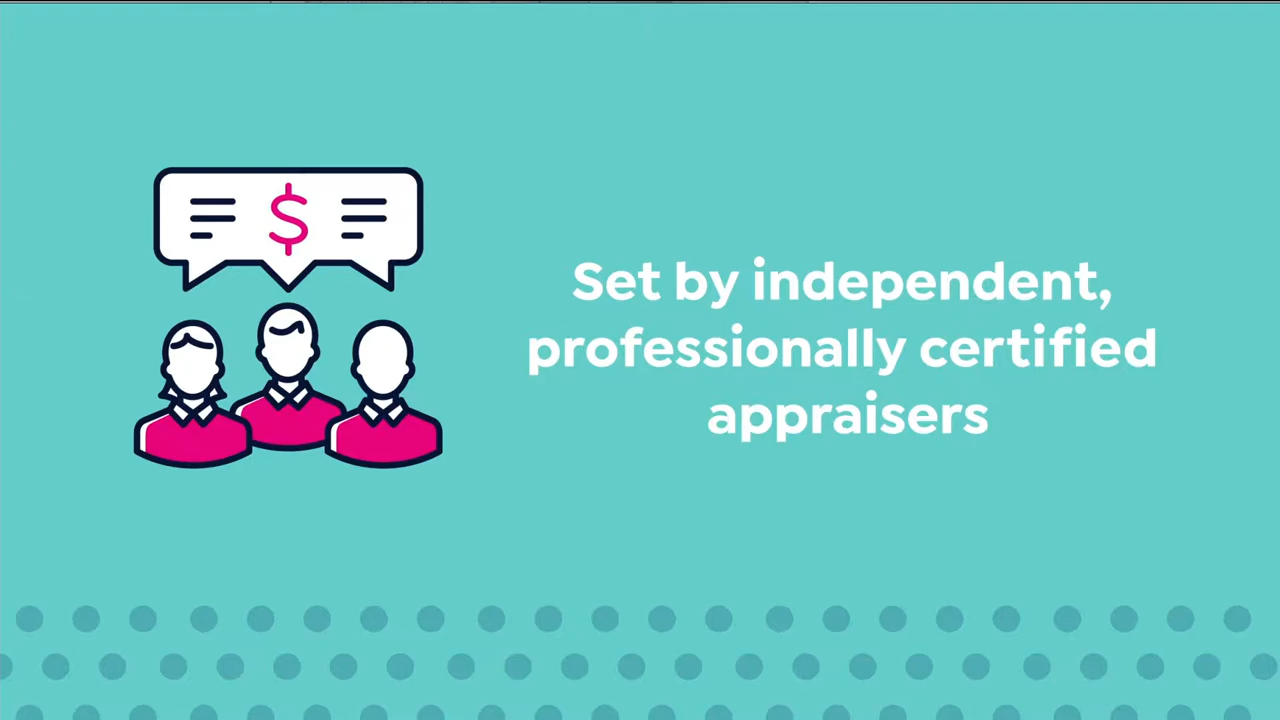 $
Set by independent,
professionally certified
appraisers